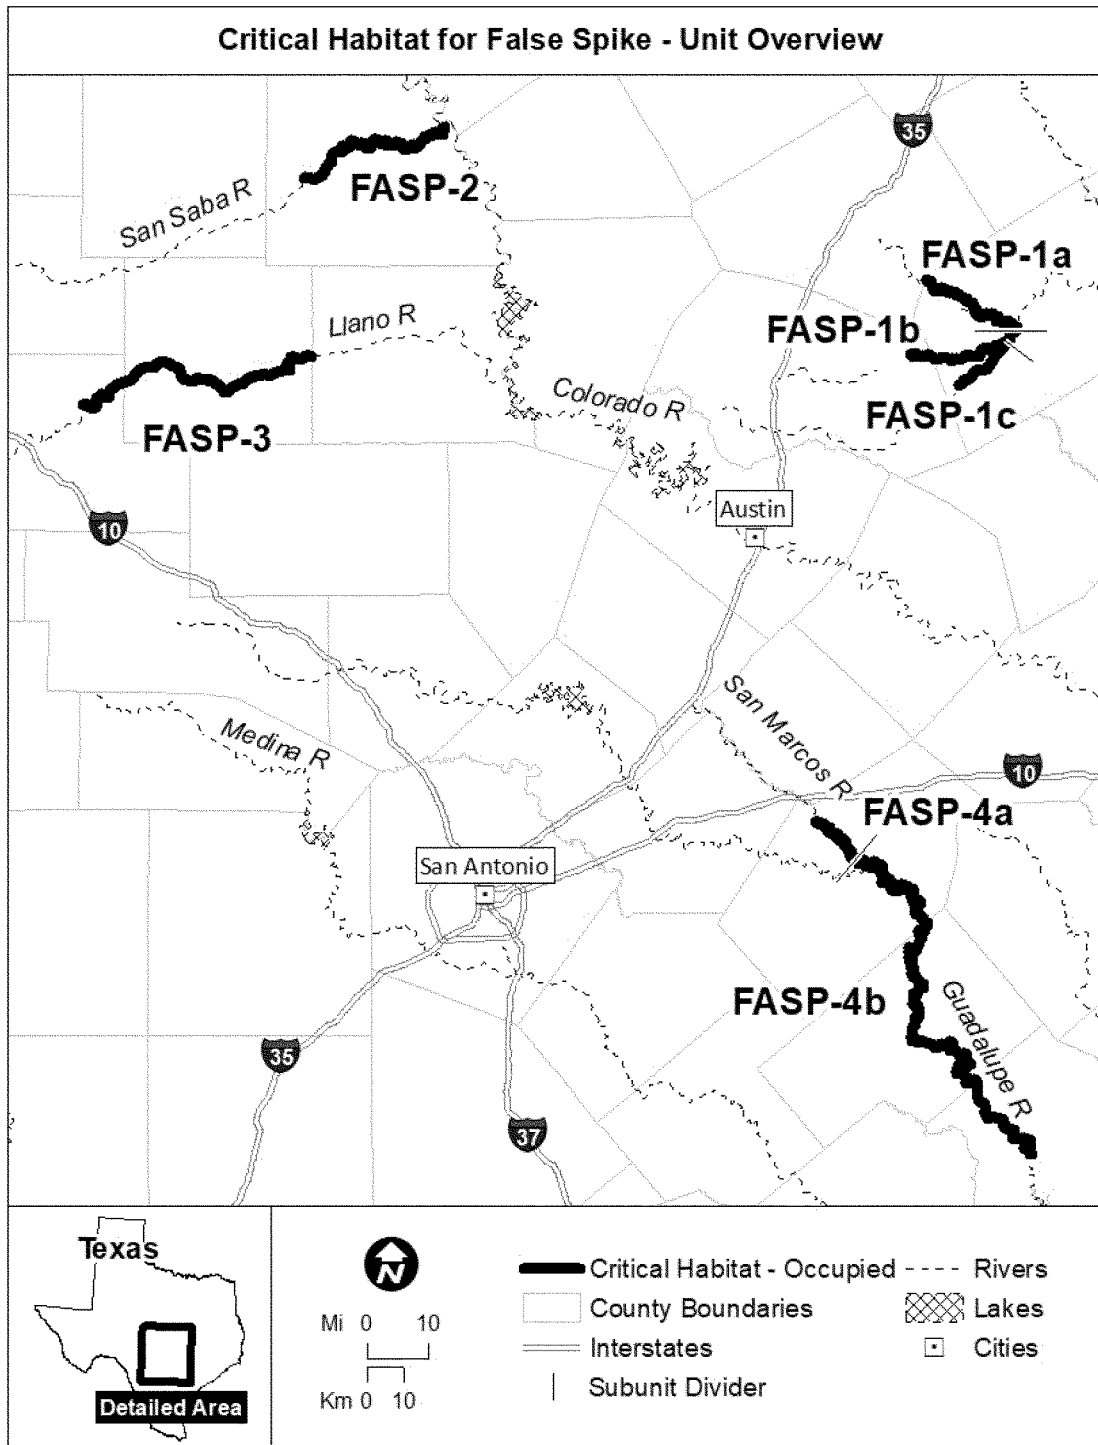 Critical Habitat for False Spike - Unit Overview
35
FASP-2
San Saba R
FASP-1a
Llano R
FASP-1b
Colorado R
FASP-1c
FASP-3
Austin
10
San Marcos R
Medina R
10
FASP-4a
San Antonio
FASP-4b
Guadalupe R
35
37
Texas
Detailed Area
N
Mi 0 10
Km 0 10
Critical Habitat - Occupied
County Boundaries
Interstates
Subunit Divider
Rivers
Lakes
Cities